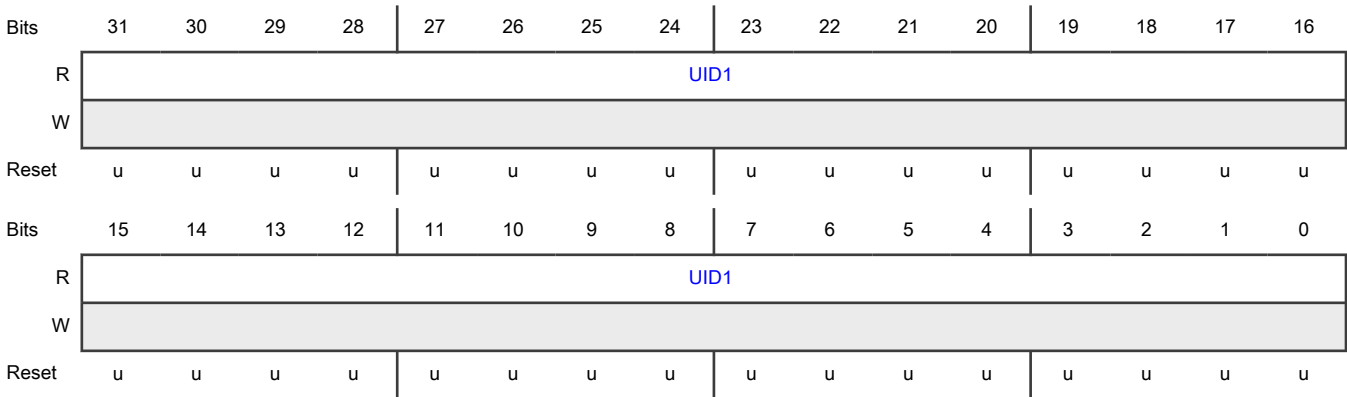 Bits 31 30 29 28 27 26 25 24 23 22 21 20 19 18 17 16
R UID1
W
Reset u u u u u u u u u u u u u u u u
Bits 15 14 13 12 11 10 9 8 7 6 5 4 3 2 1 0
R UID1
W
Reset u u u u u u u u u u u u u u u u